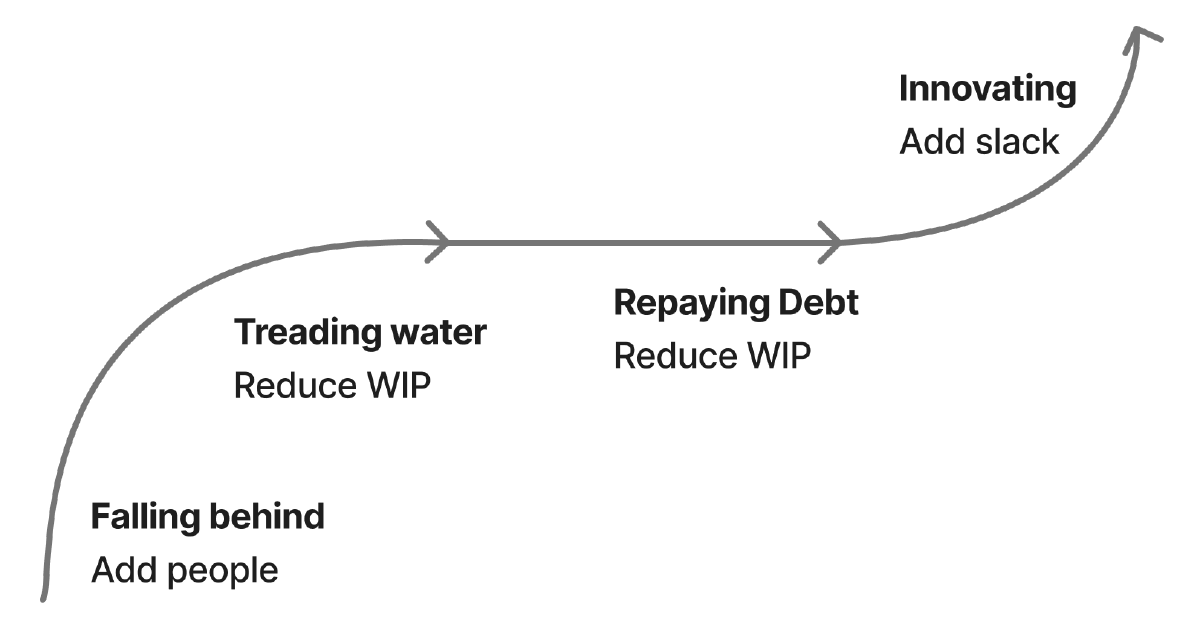 Innovating
Add slack
Repaying Debt
Reduce WIP
Treading water
Reduce WIP
Falling behind
Add people